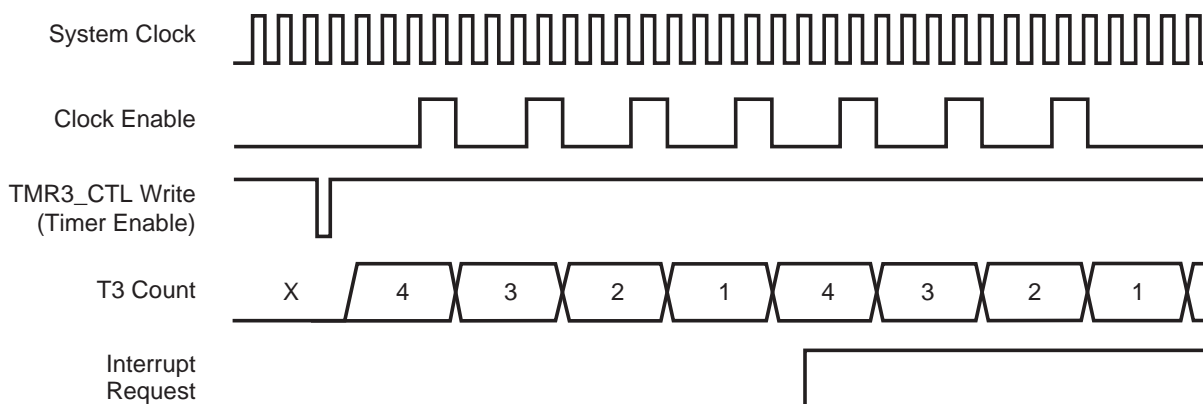 System Clock
Clock Enable
TMR3_CTL Write
(Timer Enable)
T3 Count
X 4 3 2 1 4 3 2 1
Interrupt
Request